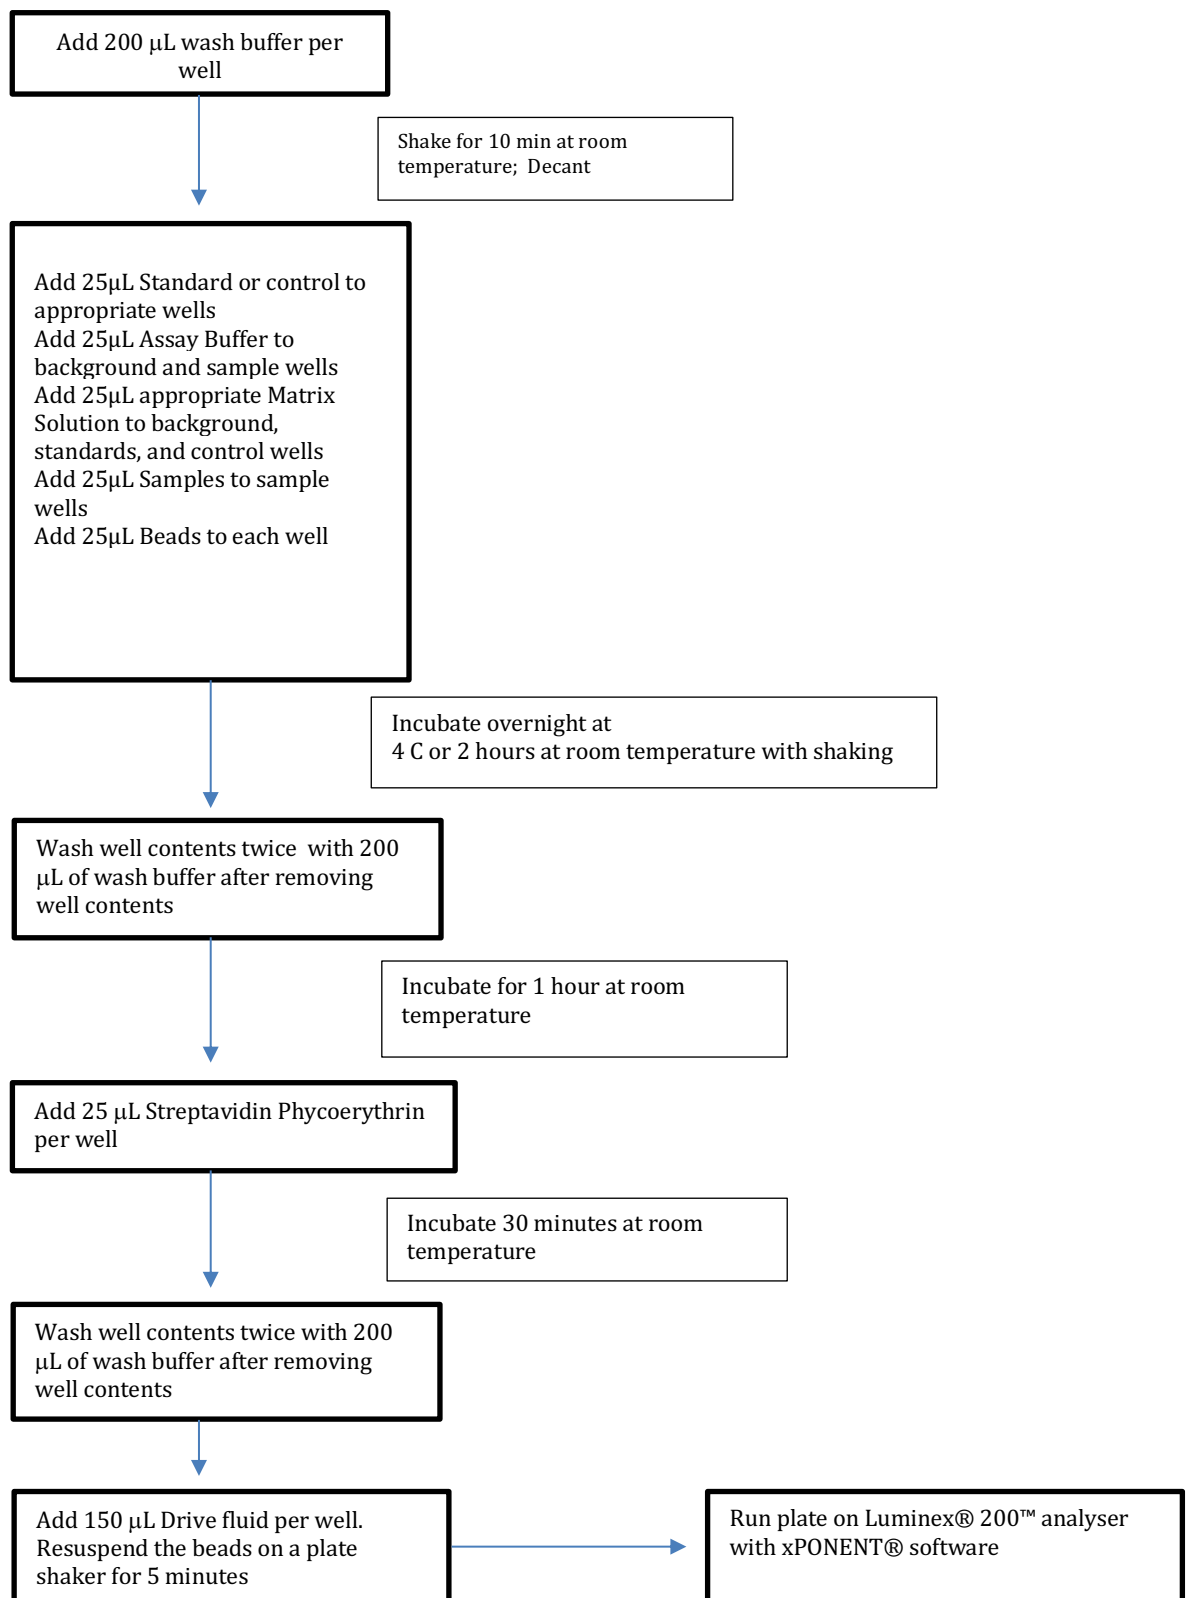 Add 200 μL wash buffer per
well
Shake for 10 min at room
temperature;  Decant
Add 25μL Standard or control to
appropriate wells
Add 25μL Assay Buffer to
background and sample wells
Add 25μL appropriate Matrix
Solution to background,
standards, and control wells
Add 25μL Samples to sample
wells
Add 25μL Beads to each well
Incubate overnight at
4 C or 2 hours at room temperature with shaking
Wash well contents twice  with 200
μL of wash buffer after removing
well contents
Incubate for 1 hour at room
temperature
Add 25 μL Streptavidin Phycoerythrin
per well
Incubate 30 minutes at room
temperature
Wash well contents twice with 200
μL of wash buffer after removing
well contents
Add 150 μL Drive fluid per well.
Resuspend the beads on a plate
shaker for 5 minutes
Run plate on Luminex® 200™ analyser
with xPONENT® software